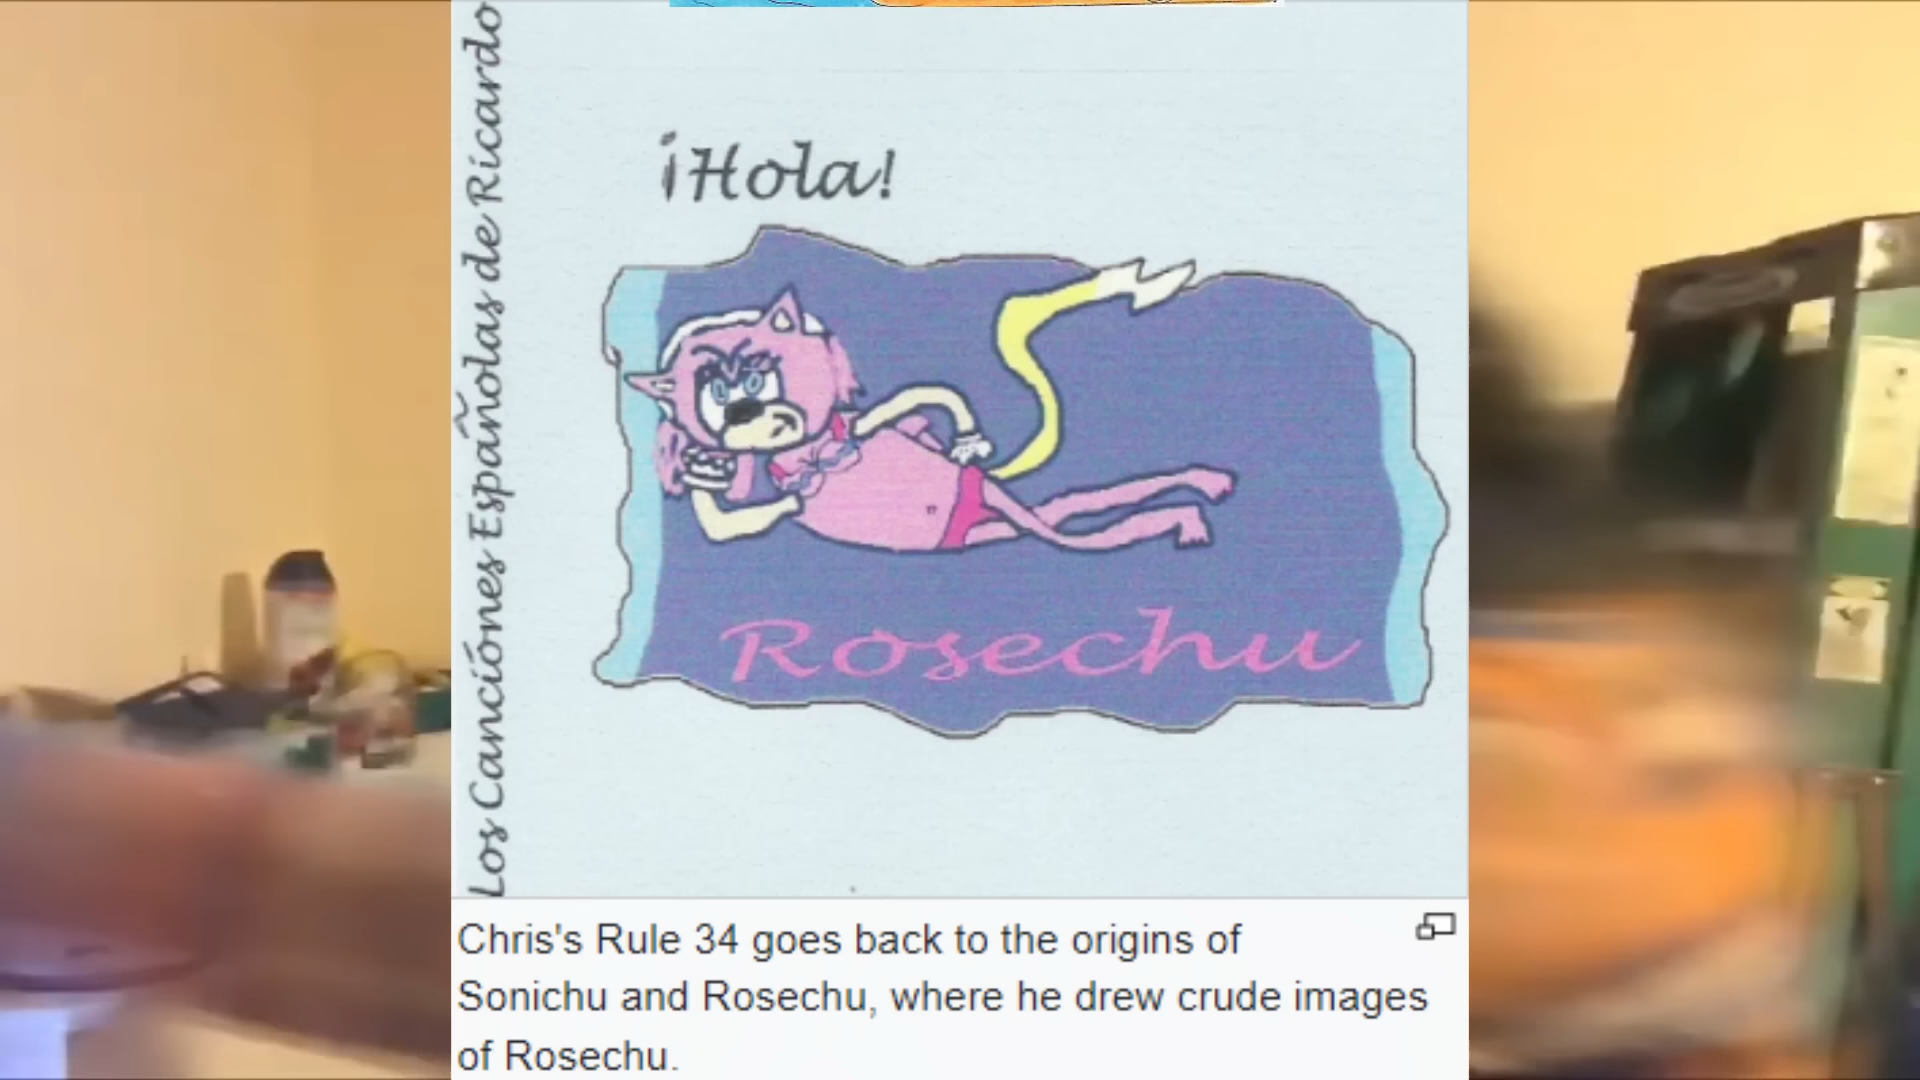 Los Canciónes Españolas de Ricardo
¡Hola!
Rosechu
Chris's Rule 34 goes back to the origins of
Sonichu and Rosechu, where he drew crude images
of Rosechu.